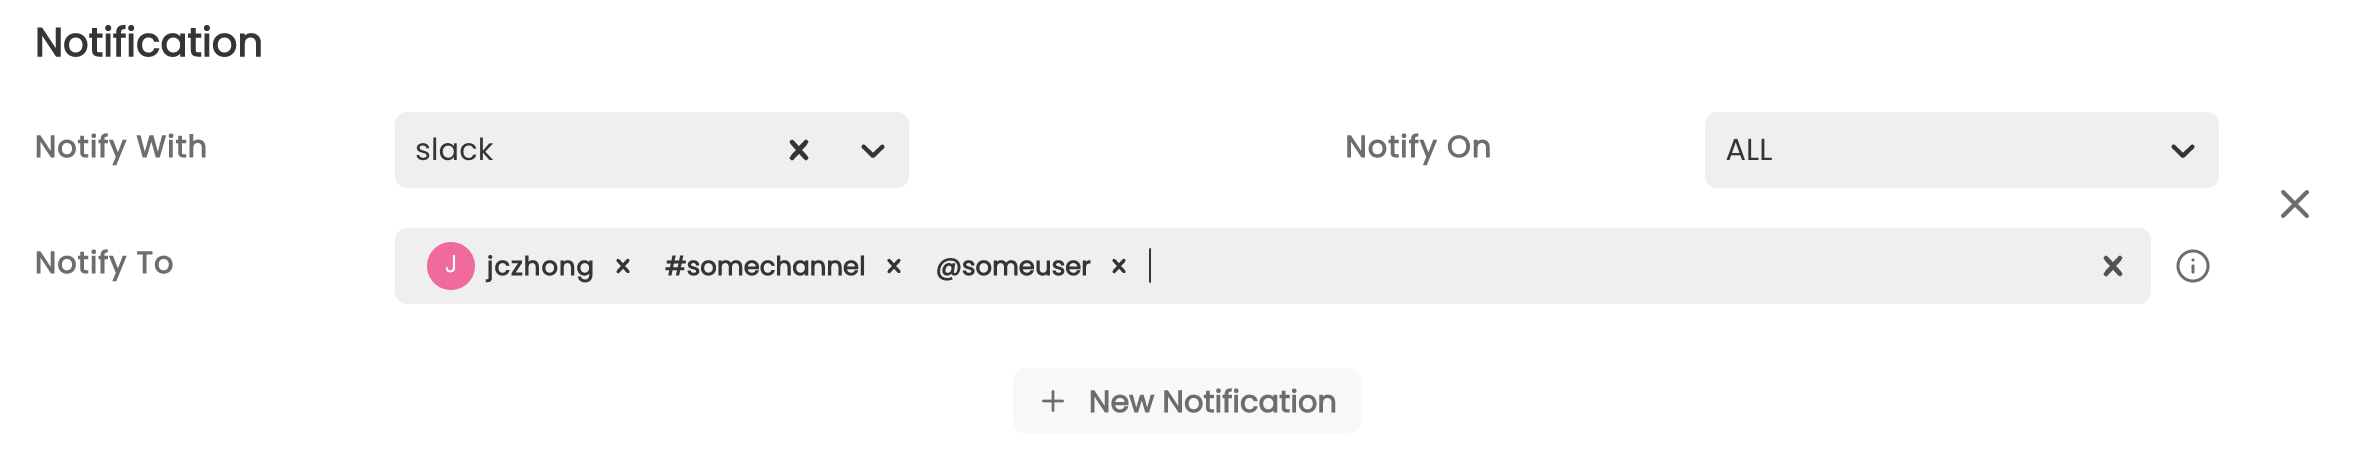 Notification
Notify With slack Notify On ALL
Notify To J jczhong #somechannel @someuser
New Notification